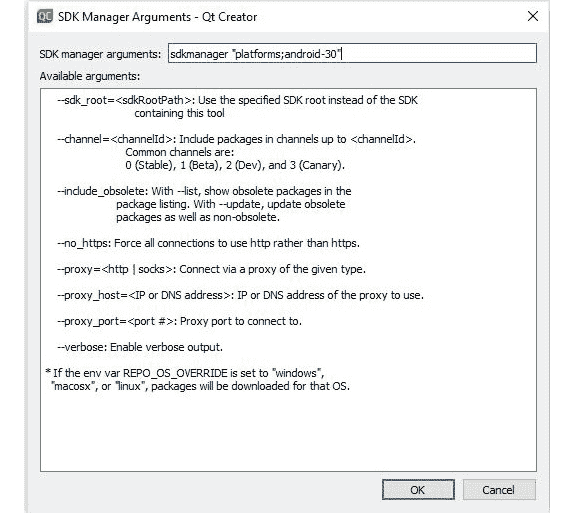 QC SDK Manager Arguments - Qt Creator
SDK manager arguments: sdkmanager "platforms;android-30"
Available arguments:
--sdk_root=<sdkRootPath>: Use the specified SDK root instead of the SDK
containing this tool
--channel=<channelId>: Include packages in channels up to <channelId>.
Common channels are:
0 (Stable), 1 (Beta), 2 (Dev), and 3 (Canary).
--include_obsolete: With --list, show obsolete packages in the
package listing. With --update, update obsolete
packages as well as non-obsolete.
--no_https: Force all connections to use http rather than https.
--proxy=<http | socks>: Connect via a proxy of the given type.
--proxy_host=<IP or DNS address>: IP or DNS address of the proxy to use.
--proxy_port=<port #>: Proxy port to connect to.
--verbose: Enable verbose output.
* If the env var REPO_OS_OVERRIDE is set to "windows",
"macosx", or "linux", packages will be downloaded for that OS.
OK Cancel